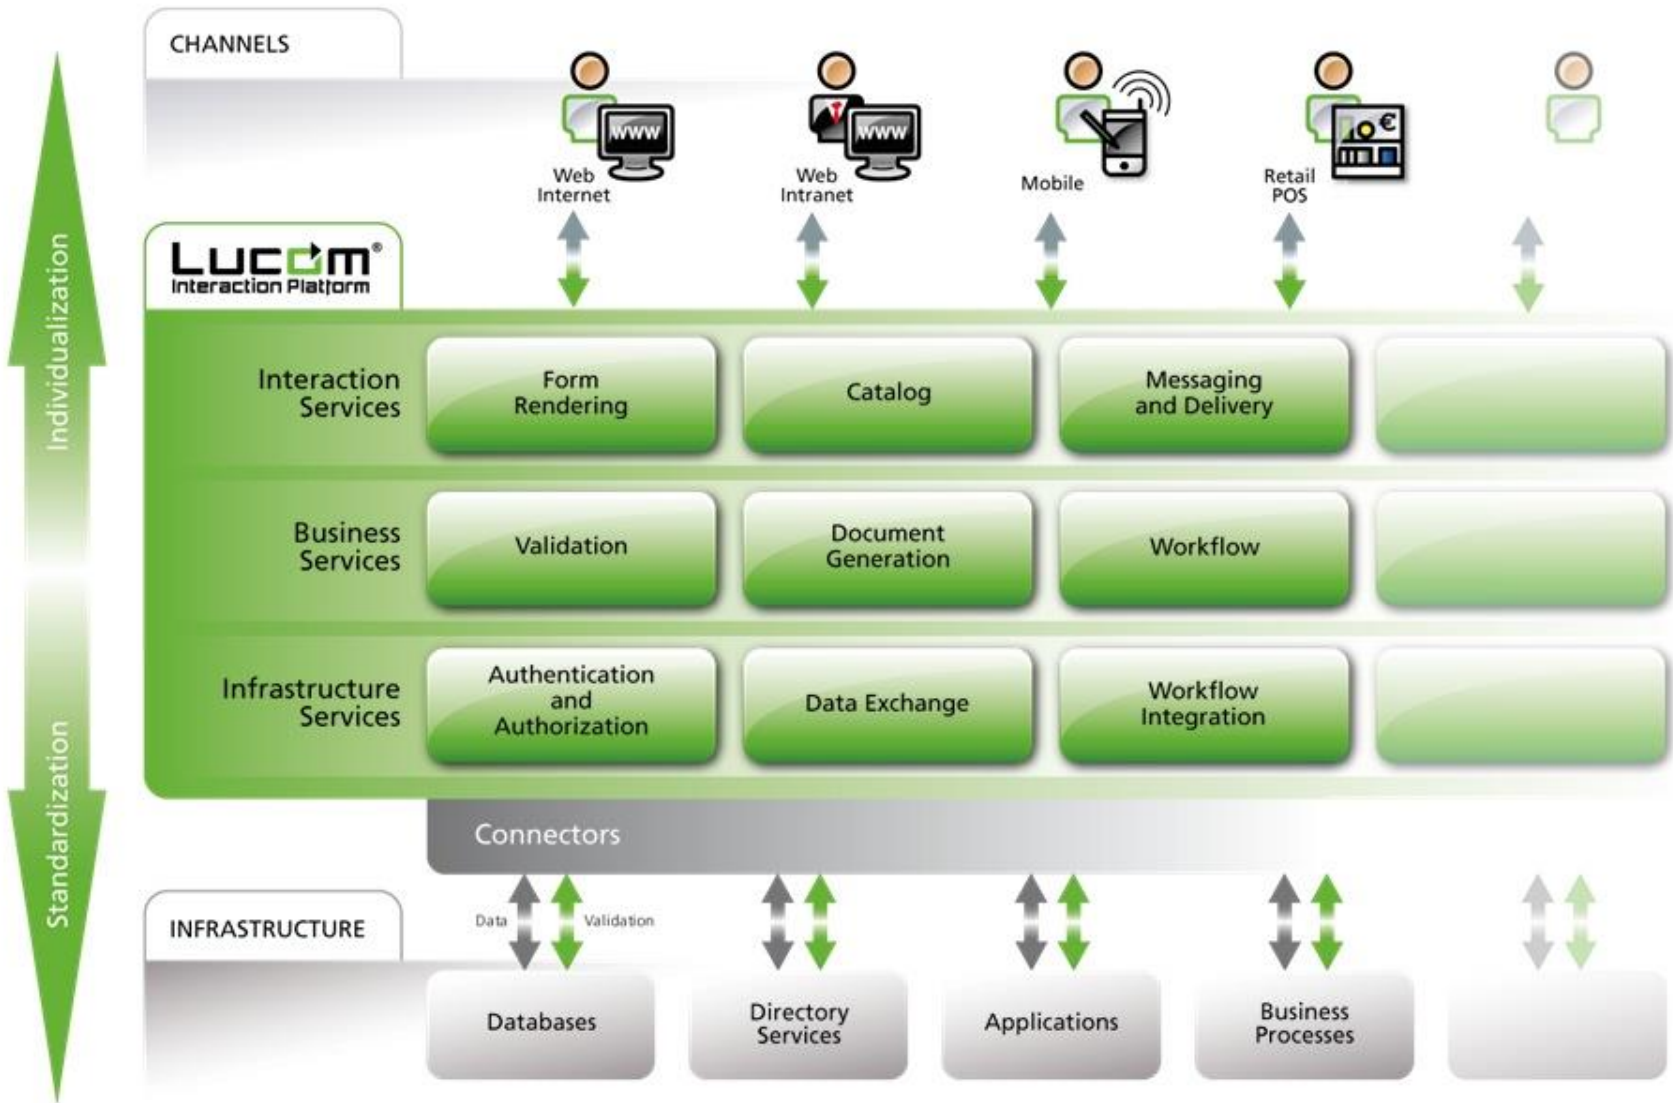 CHANNELS
www
www
€
Web
Internet
Web
Intranet
Mobile
Retail
POS
Individualization
Lucom®
Interaction Platform
Interaction
Services
Form
Rendering
Catalog
Messaging
and Delivery
Business
Services
Validation
Document
Generation
Workflow
Infrastructure
Services
Authentication
and
Authorization
Data Exchange
Workflow
Integration
Standardization
Connectors
INFRASTRUCTURE
Data
Validation
Databases
Directory
Services
Applications
Business
Processes